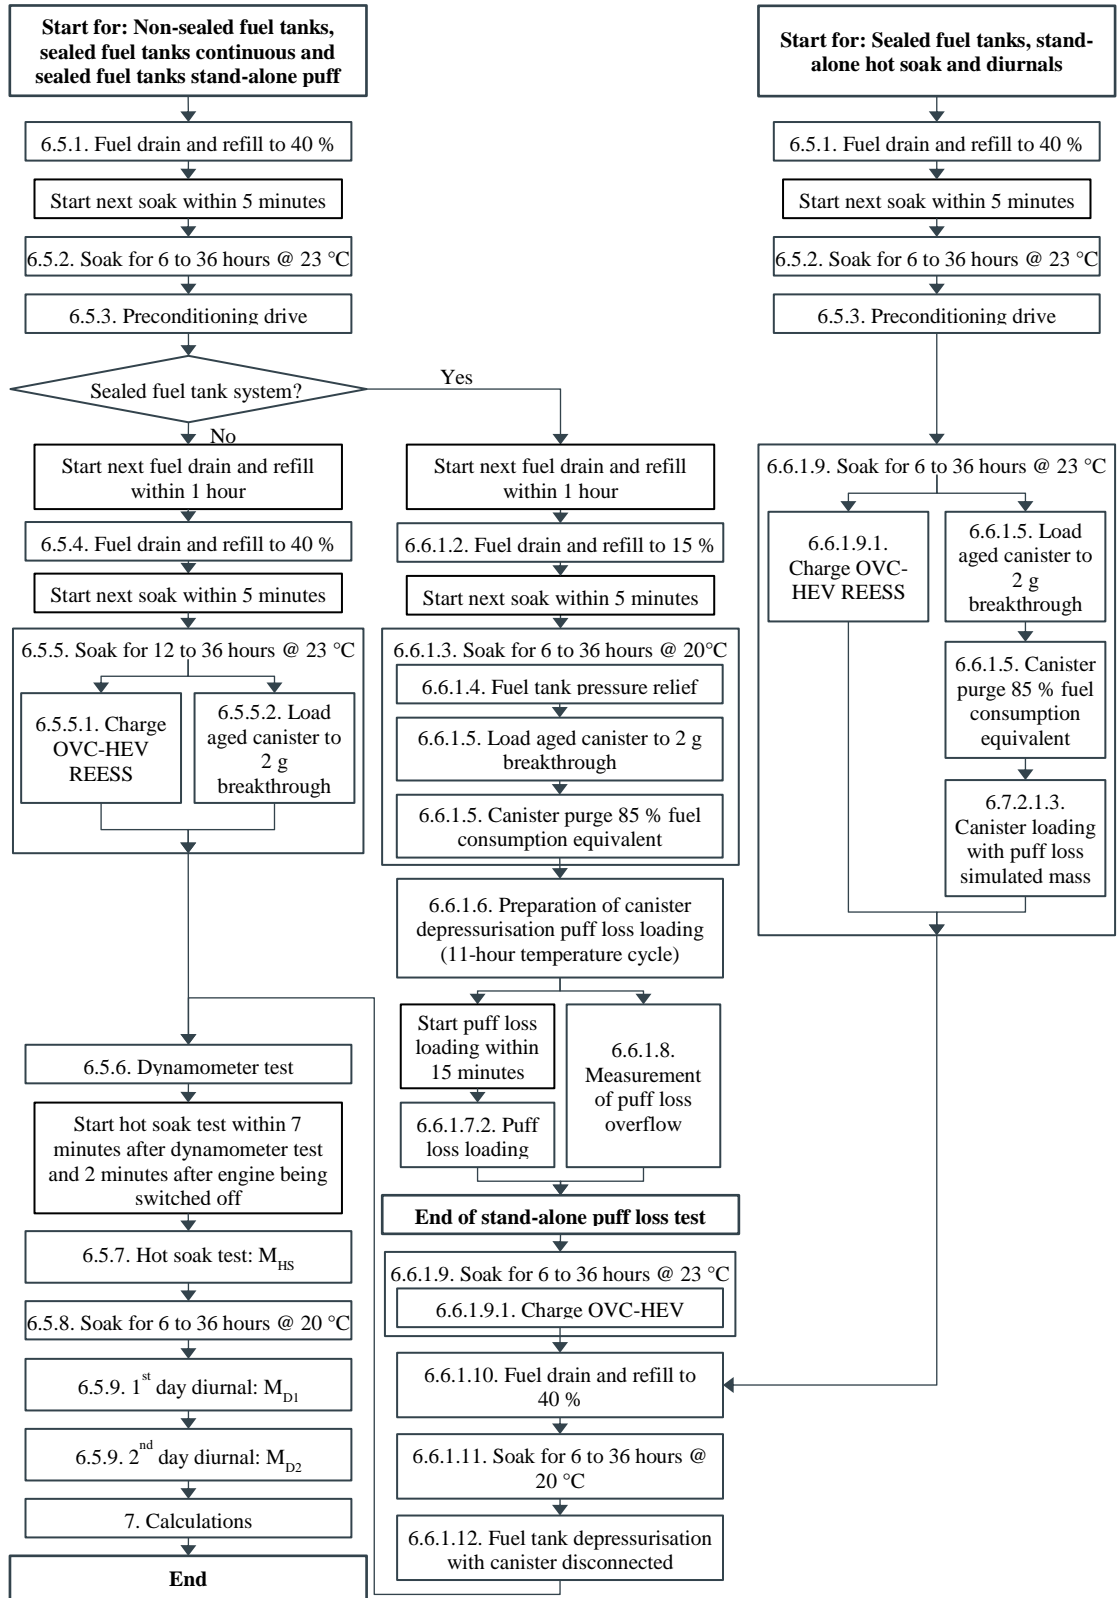 Start for: Non-sealed fuel tanks,
sealed fuel tanks continuous and
sealed fuel tanks stand-alone puff
6.5.1. Fuel drain and refill to 40 %
Start next soak within 5 minutes
6.5.2. Soak for 6 to 36 hours @ 23 °C
6.5.3. Preconditioning drive
Sealed fuel tank system?
Yes
No
Start next fuel drain and refill
within 1 hour
6.5.4. Fuel drain and refill to 40 %
Start next soak within 5 minutes
6.5.5. Soak for 12 to 36 hours @ 23 °C
6.5.5.1. Charge
OVC-HEV
REESS
6.5.5.2. Load
aged canister to
2 g
breakthrough
6.5.6. Dynamometer test
Start hot soak test within 7
minutes after dynamometer test
and 2 minutes after engine being
switched off
6.5.7. Hot soak test: M_HS
6.5.8. Soak for 6 to 36 hours @ 20 °C
6.5.9. 1st day diurnal: M_D1
6.5.9. 2nd day diurnal: M_D2
7. Calculations
End
Start next fuel drain and refill
within 1 hour
6.6.1.2. Fuel drain and refill to 15 %
Start next soak within 5 minutes
6.6.1.3. Soak for 6 to 36 hours @ 20°C
6.6.1.4. Fuel tank pressure relief
6.6.1.5. Load aged canister to 2 g
breakthrough
6.6.1.5. Canister purge 85 % fuel
consumption equivalent
6.6.1.6. Preparation of canister
depressurisation puff loss loading
(11-hour temperature cycle)
Start puff loss
loading within
15 minutes
6.6.1.7.2. Puff
loss loading
6.6.1.8.
Measurement
of puff loss
overflow
End of stand-alone puff loss test
6.6.1.9. Soak for 6 to 36 hours @ 23 °C
6.6.1.9.1. Charge OVC-HEV
6.6.1.10. Fuel drain and refill to
40 %
6.6.1.11. Soak for 6 to 36 hours @
20 °C
6.6.1.12. Fuel tank depressurisation
with canister disconnected
Start for: Sealed fuel tanks, stand-
alone hot soak and diurnals
6.5.1. Fuel drain and refill to 40 %
Start next soak within 5 minutes
6.5.2. Soak for 6 to 36 hours @ 23 °C
6.5.3. Preconditioning drive
6.6.1.9. Soak for 6 to 36 hours @ 23 °C
6.6.1.9.1.
Charge OVC-
HEV REESS
6.6.1.5. Load
aged canister to
2 g
breakthrough
6.6.1.5. Canister
purge 85 % fuel
consumption
equivalent
6.7.2.1.3.
Canister loading
with puff loss
simulated mass